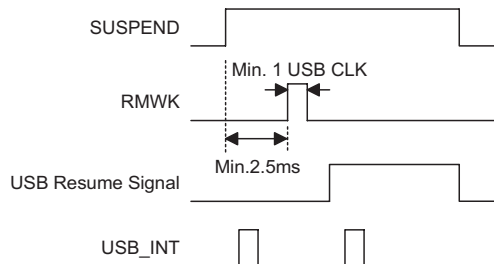 SUSPEND
Min. 1 USB CLK
RMWK
Min.2.5ms
USB Resume Signal
USB_INT